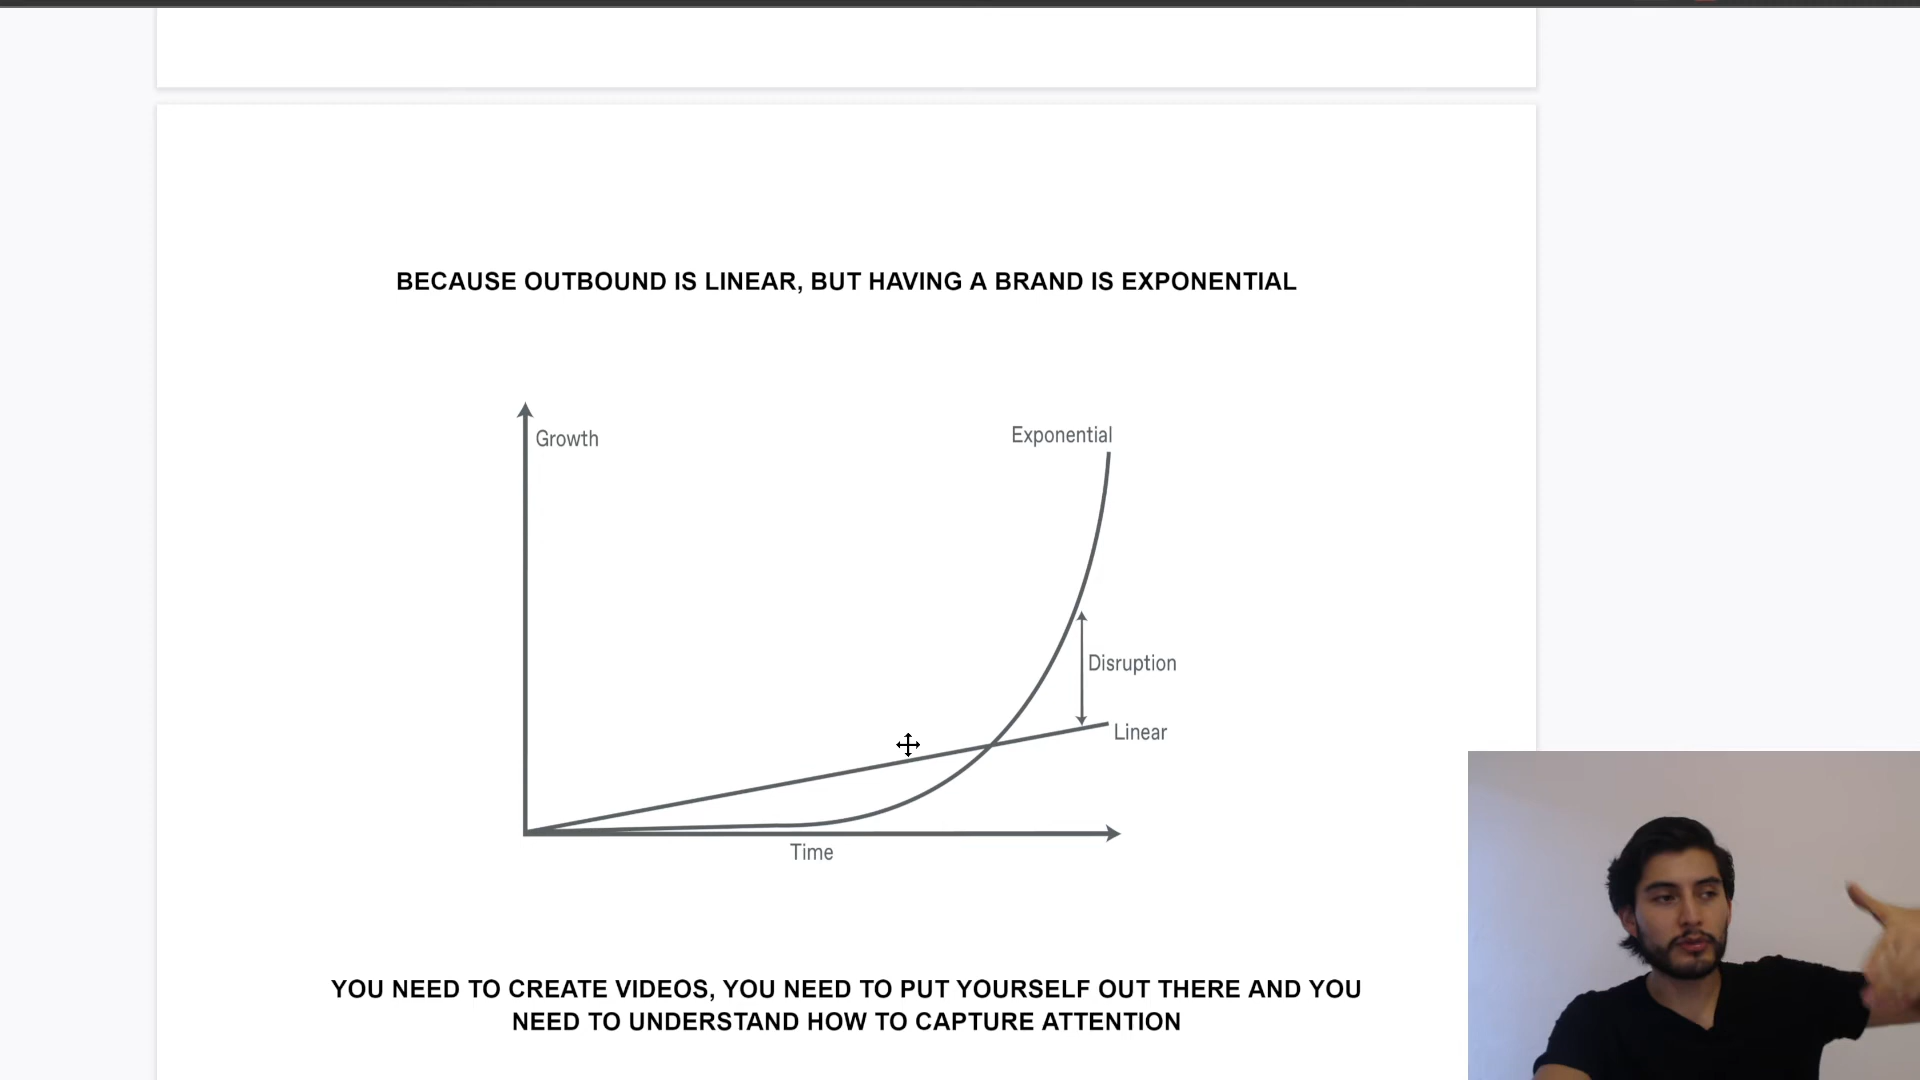 BECAUSE OUTBOUND IS LINEAR, BUT HAVING A BRAND IS EXPONENTIAL
Growth
Exponential
Disruption
Linear
Time
YOU NEED TO CREATE VIDEOS, YOU NEED TO PUT YOURSELF OUT THERE AND YOU
NEED TO UNDERSTAND HOW TO CAPTURE ATTENTION